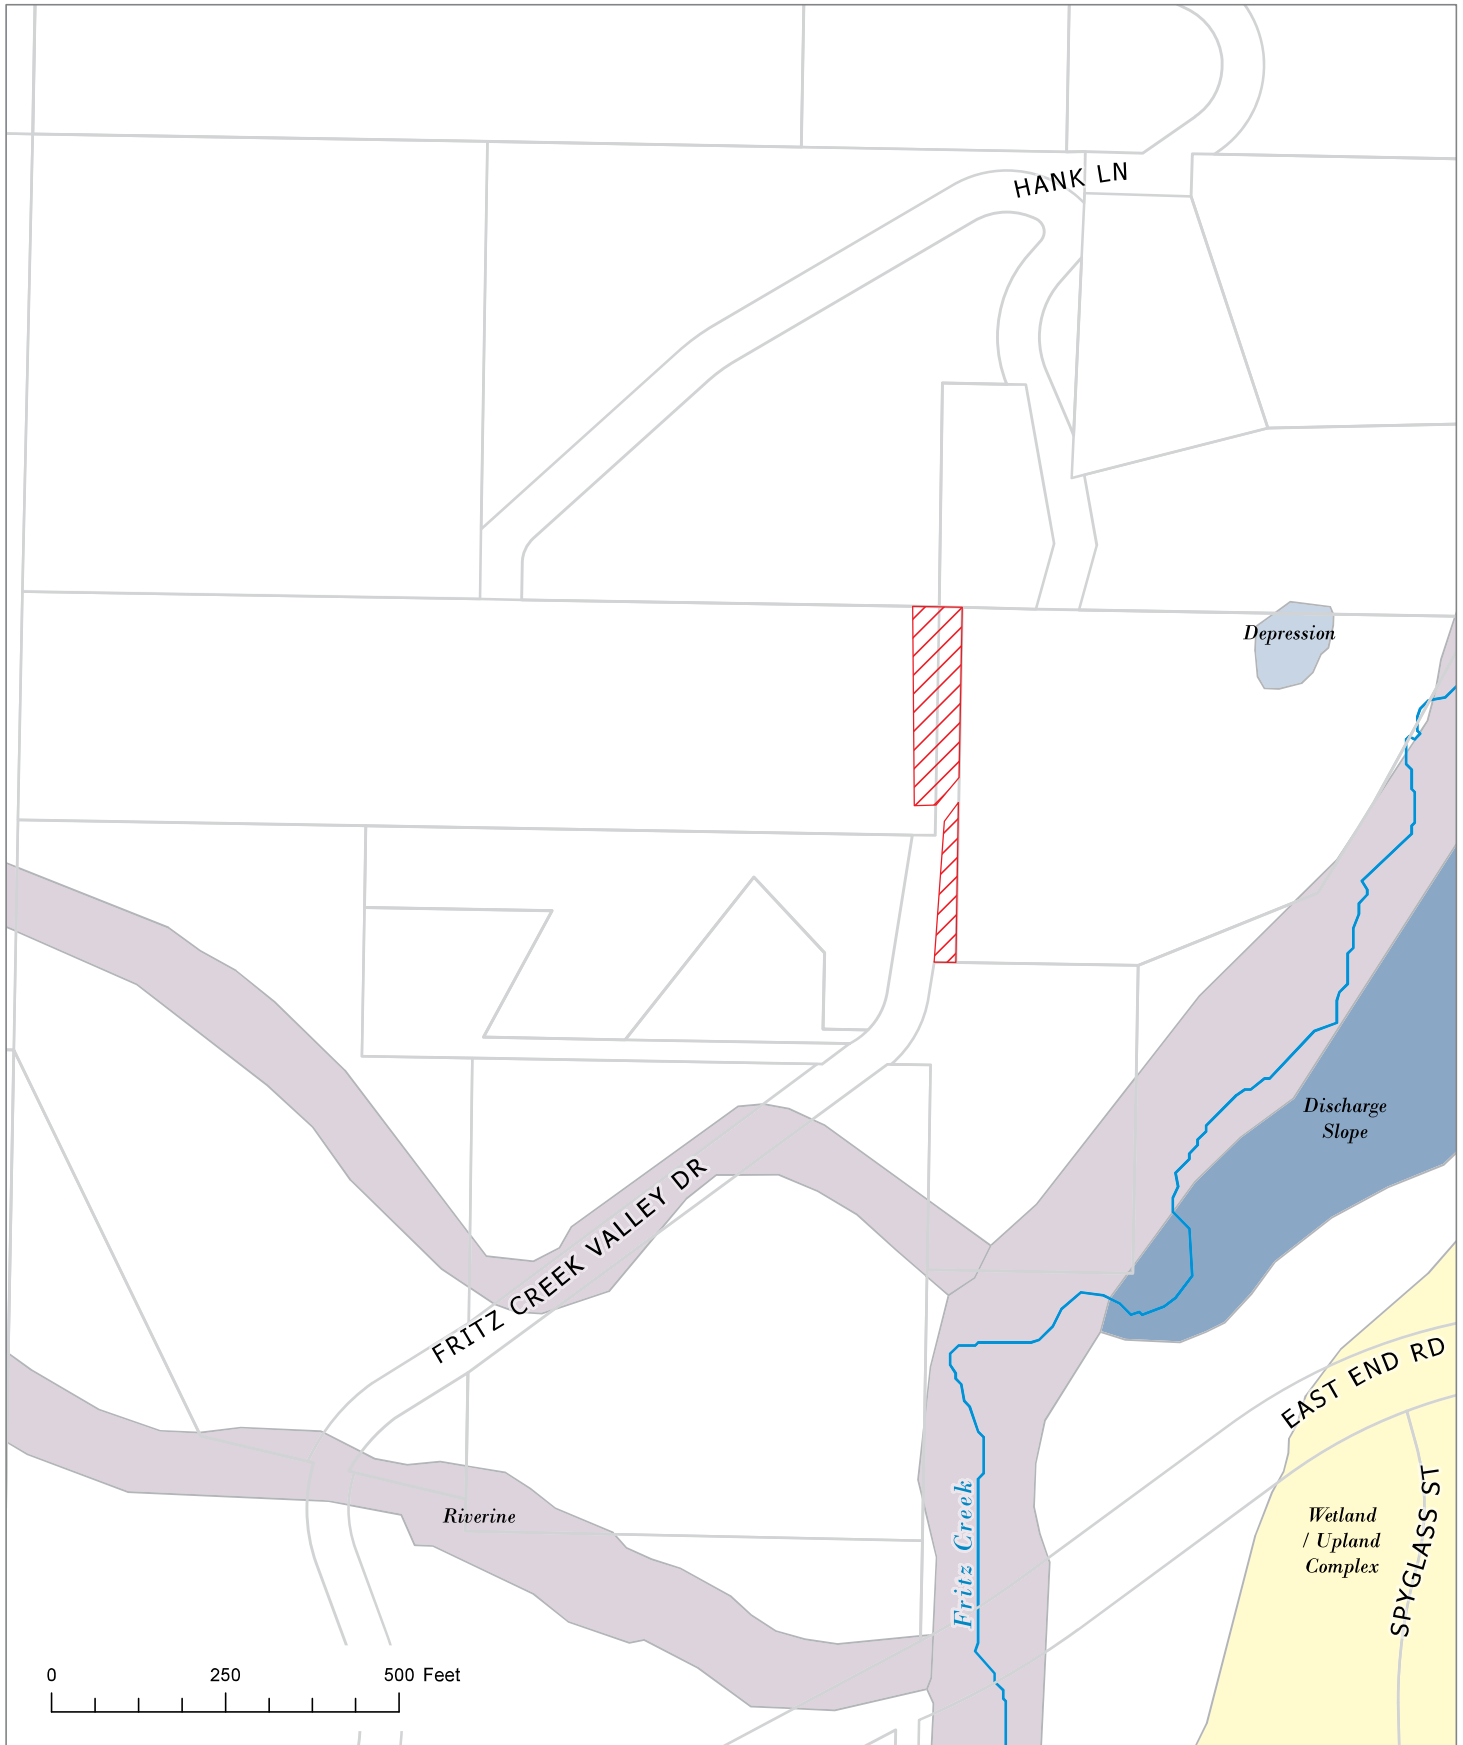 HANK LN
Depression
Discharge
Slope
FRITZ CREEK VALLEY DR
EAST END RD
Riverine
Fritz Creek
Wetland
/ Upland
Complex
SPYGLASS ST
0 250 500 Feet